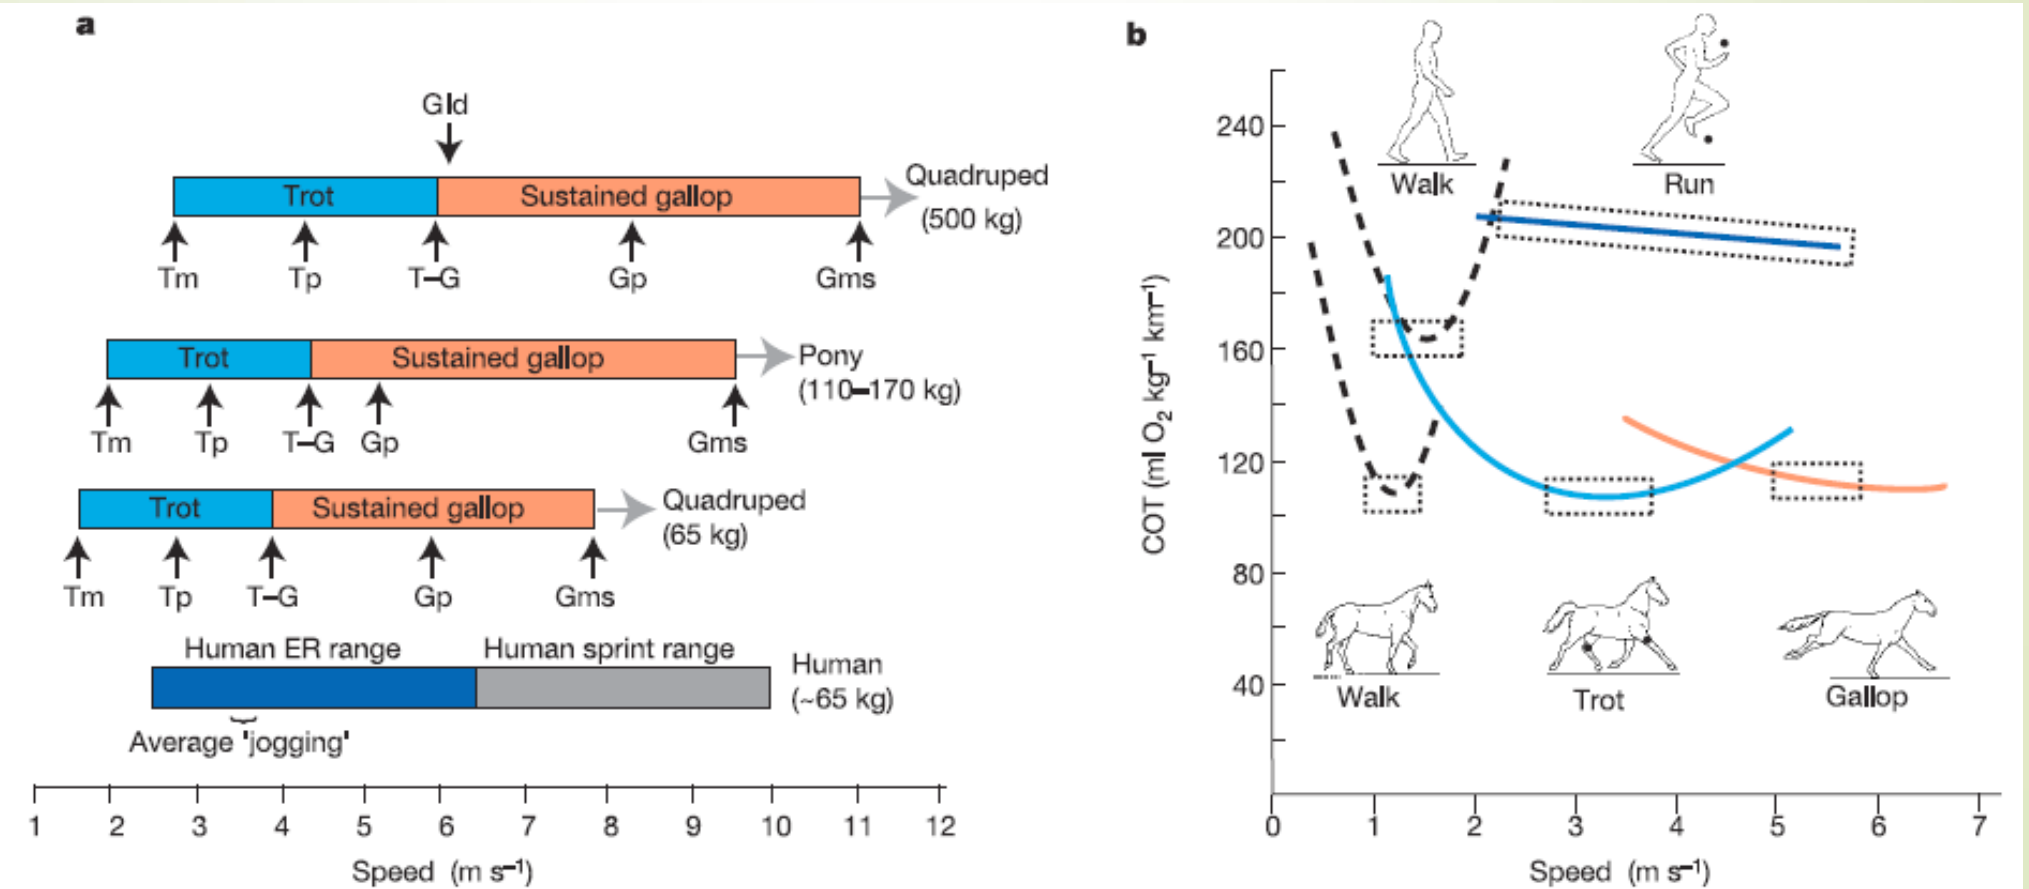 a
Gld
Trot
Sustained gallop
Quadruped
(500 kg)
Tm
Tp
T–G
Gp
Gms
Trot
Sustained gallop
Pony
(110–170 kg)
Tm
Tp
T–G
Gp
Gms
Trot
Sustained gallop
Quadruped
(65 kg)
Tm
Tp
T–G
Gp
Gms
Human ER range
Human sprint range
Human
(~65 kg)
Average 'jogging'
1 2 3 4 5 6 7 8 9 10 11 12
Speed (m s⁻¹)
b
Walk
Run
240
200
160
120
80
40
COT (ml O₂ kg⁻¹ km⁻¹)
Walk
Trot
Gallop
0 1 2 3 4 5 6 7
Speed (m s⁻¹)